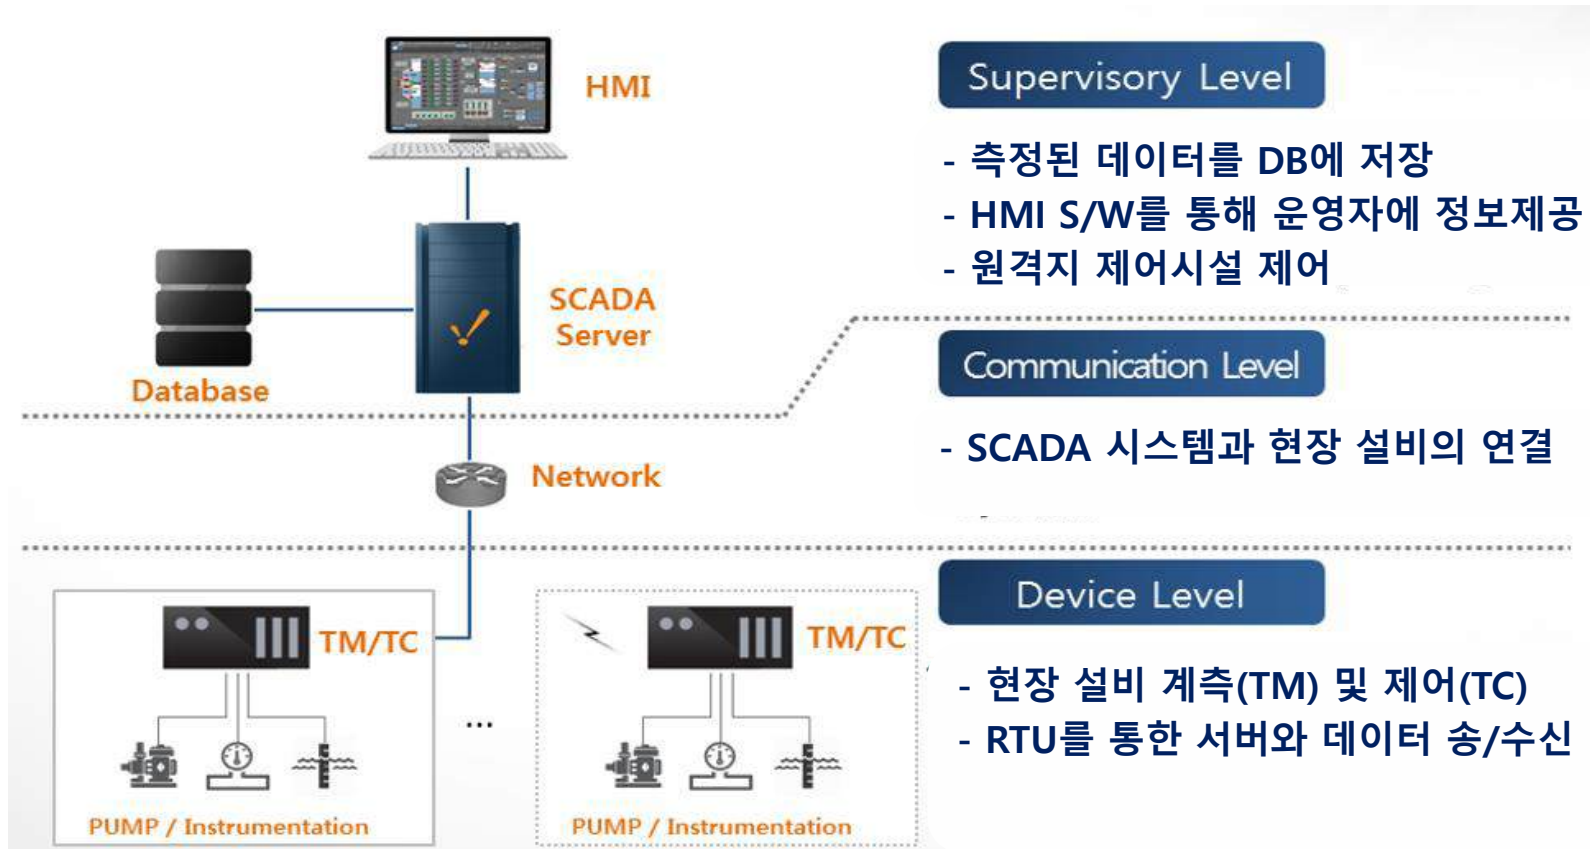 HMI
Supervisory Level
- 측정된 데이터를 DB에 저장
- HMI S/W를 통해 운영자에 정보제공
- 원격지 제어시설 제어
SCADA
Server
Database
Communication Level
- SCADA 시스템과 현장 설비의 연결
Network
Device Level
TM/TC
...
TM/TC
- 현장 설비 계측(TM) 및 제어(TC)
- RTU를 통한 서버와 데이터 송/수신
PUMP / Instrumentation
PUMP / Instrumentation